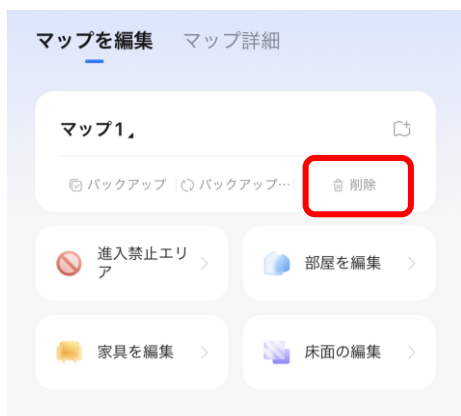 マップを編集 マップ詳細
マップ1
バックアップ バックアップ… 削除
進入禁止エリ
ア
部屋を編集
家具を編集 床面の編集